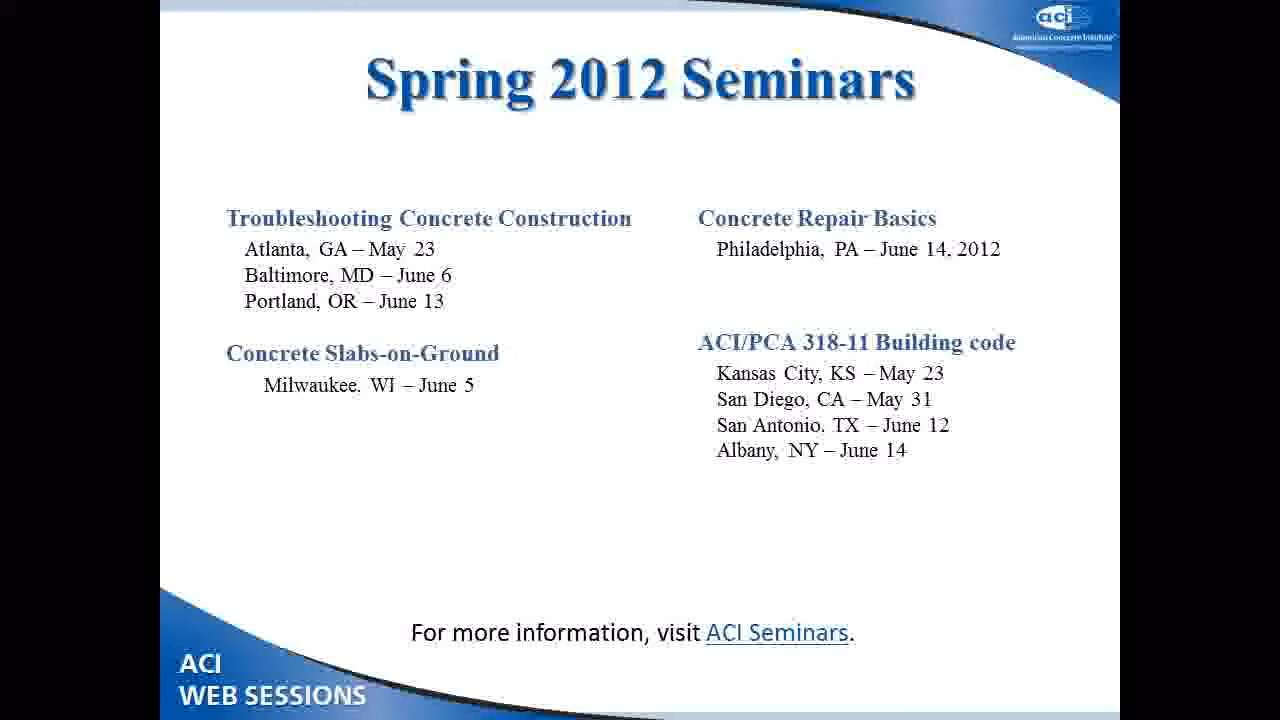 aci
American Concrete Institute
Spring 2012 Seminars
Troubleshooting Concrete Construction
Atlanta, GA – May 23
Baltimore, MD – June 6
Portland, OR – June 13
Concrete Slabs-on-Ground
Milwaukee, WI – June 5
Concrete Repair Basics
Philadelphia, PA – June 14, 2012
ACI/PCA 318-11 Building code
Kansas City, KS – May 23
San Diego, CA – May 31
San Antonio, TX – June 12
Albany, NY – June 14
For more information, visit ACI Seminars.
ACI
WEB SESSIONS